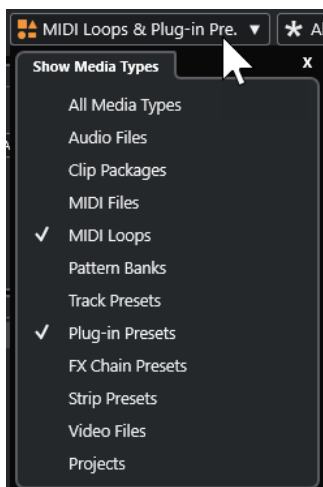 MIDI Loops & Plug-in Pre. ▼
Show Media Types x
All Media Types
Audio Files
Clip Packages
MIDI Files
✓ MIDI Loops
Pattern Banks
Track Presets
✓ Plug-in Presets
FX Chain Presets
Strip Presets
Video Files
Projects